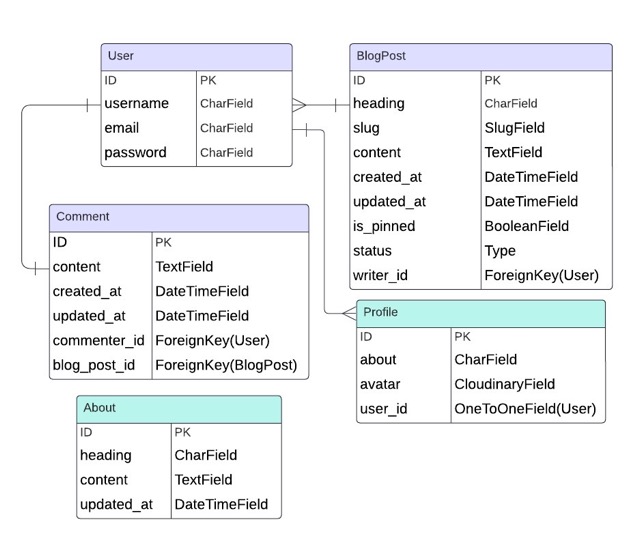 User
ID PK
username CharField
email CharField
password CharField
BlogPost
ID PK
heading CharField
slug SlugField
content TextField
created_at DateTimeField
updated_at DateTimeField
is_pinned BooleanField
status Type
writer_id ForeignKey(User)
Comment
ID PK
content TextField
created_at DateTimeField
updated_at DateTimeField
commenter_id ForeignKey(User)
blog_post_id ForeignKey(BlogPost)
Profile
ID PK
about CharField
avatar CloudinaryField
user_id OneToOneField(User)
About
ID PK
heading CharField
content TextField
updated_at DateTimeField